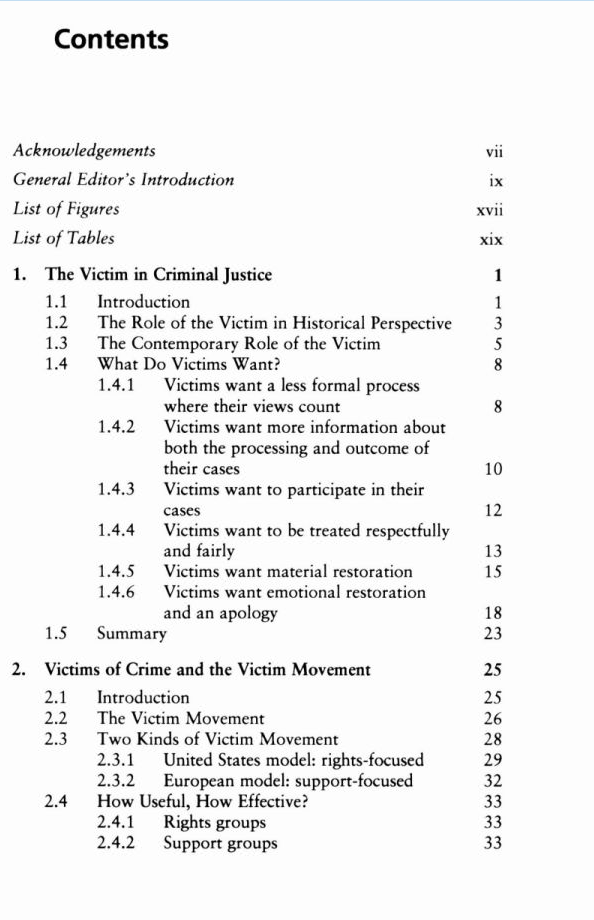 Contents
Acknowledgements vii
General Editor's Introduction ix
List of Figures xvii
List of Tables xix
1. The Victim in Criminal Justice 1
1.1 Introduction 1
1.2 The Role of the Victim in Historical Perspective 3
1.3 The Contemporary Role of the Victim 5
1.4 What Do Victims Want? 8
1.4.1 Victims want a less formal process
where their views count 8
1.4.2 Victims want more information about
both the processing and outcome of
their cases 10
1.4.3 Victims want to participate in their
cases 12
1.4.4 Victims want to be treated respectfully
and fairly 13
1.4.5 Victims want material restoration 15
1.4.6 Victims want emotional restoration
and an apology 18
1.5 Summary 23
2. Victims of Crime and the Victim Movement 25
2.1 Introduction 25
2.2 The Victim Movement 26
2.3 Two Kinds of Victim Movement 28
2.3.1 United States model: rights-focused 29
2.3.2 European model: support-focused 32
2.4 How Useful, How Effective? 33
2.4.1 Rights groups 33
2.4.2 Support groups 33